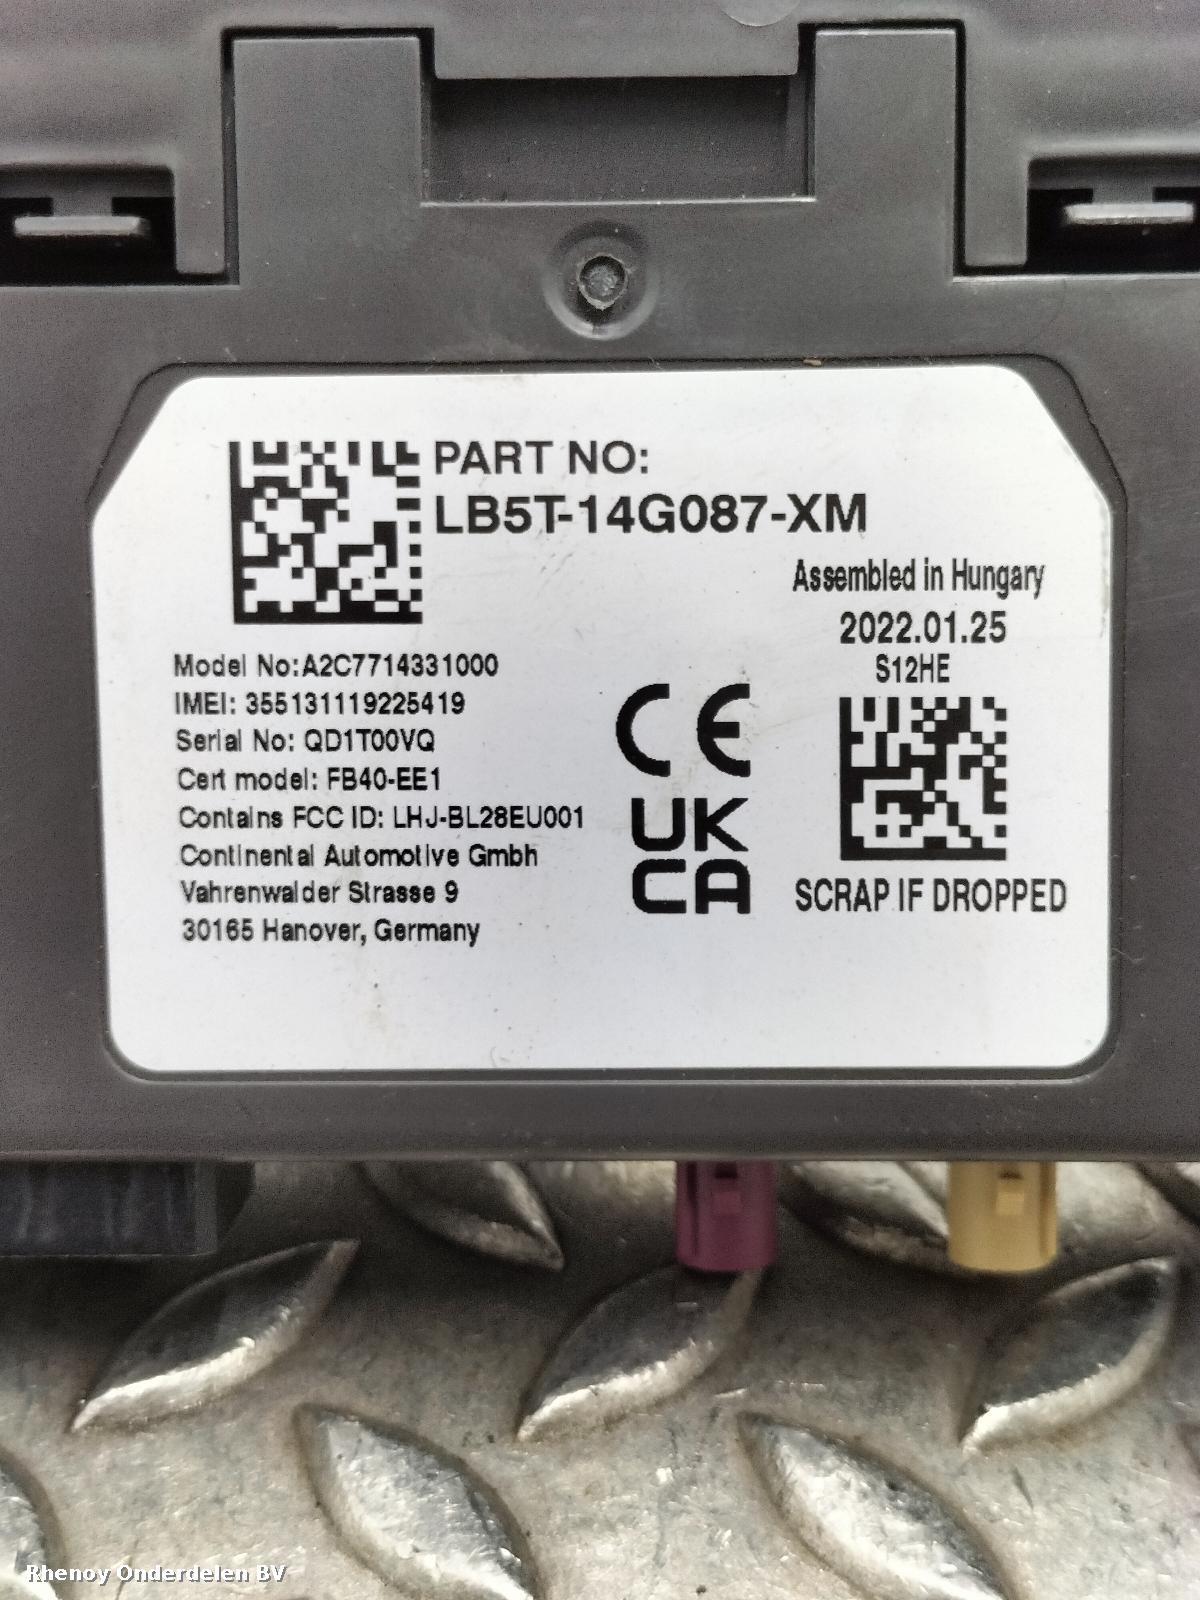 PART NO:
LB5T-14G087-XM
Assembled in Hungary
2022.01.25
S12HE
Model No:A2C7714331000
IMEI: 355131119225419
Serial No: QD1T00VQ
Cert model: FB40-EE1
Contains FCC ID: LHJ-BL28EU001
Continental Automotive Gmbh
Vahrenwalder Strasse 9
30165 Hanover, Germany
CE
UK
CA
SCRAP IF DROPPED
Rhenoy Onderdelen BV